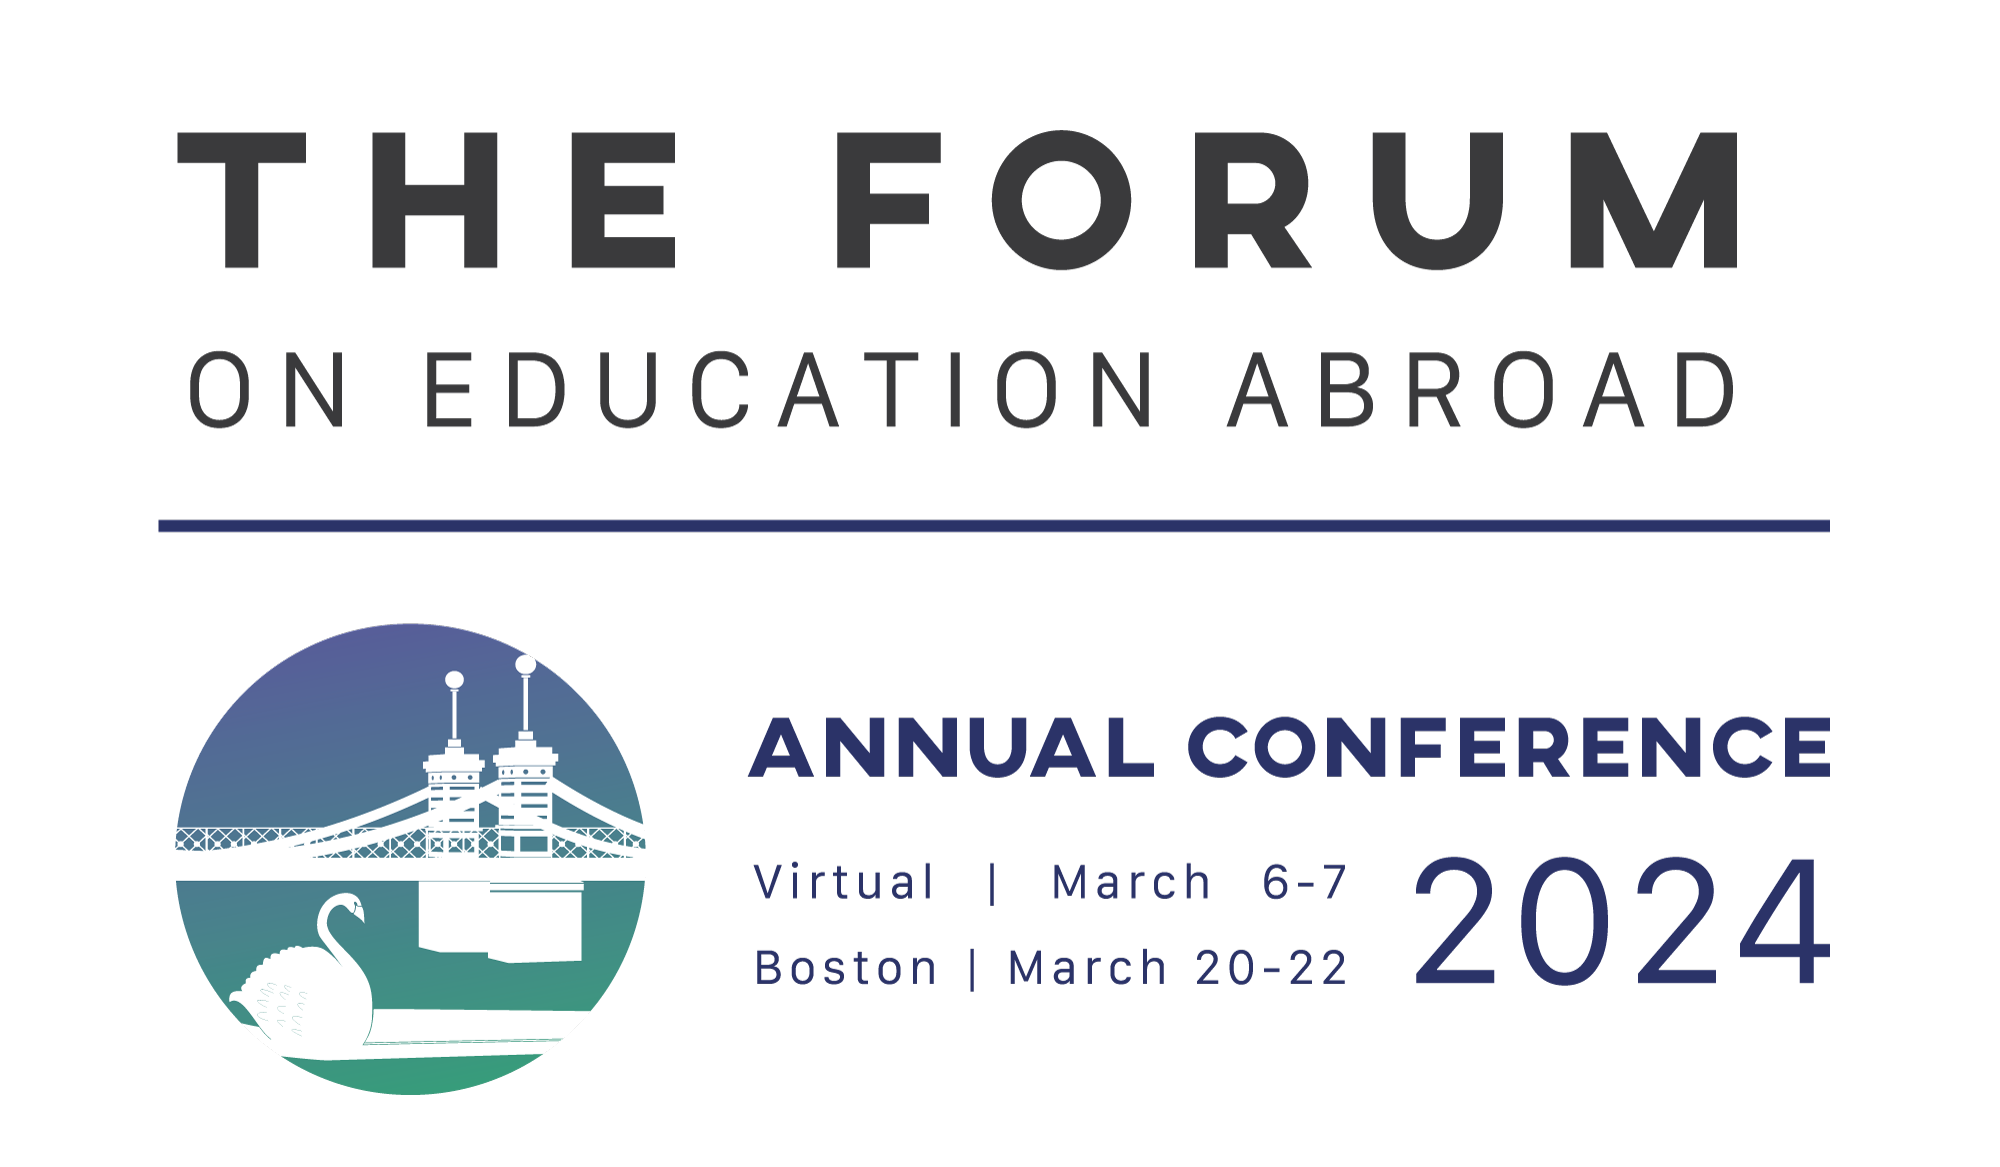 THE FORUM
ON EDUCATION ABROAD
ANNUAL CONFERENCE
Virtual | March 6-7
Boston | March 20-22
2024